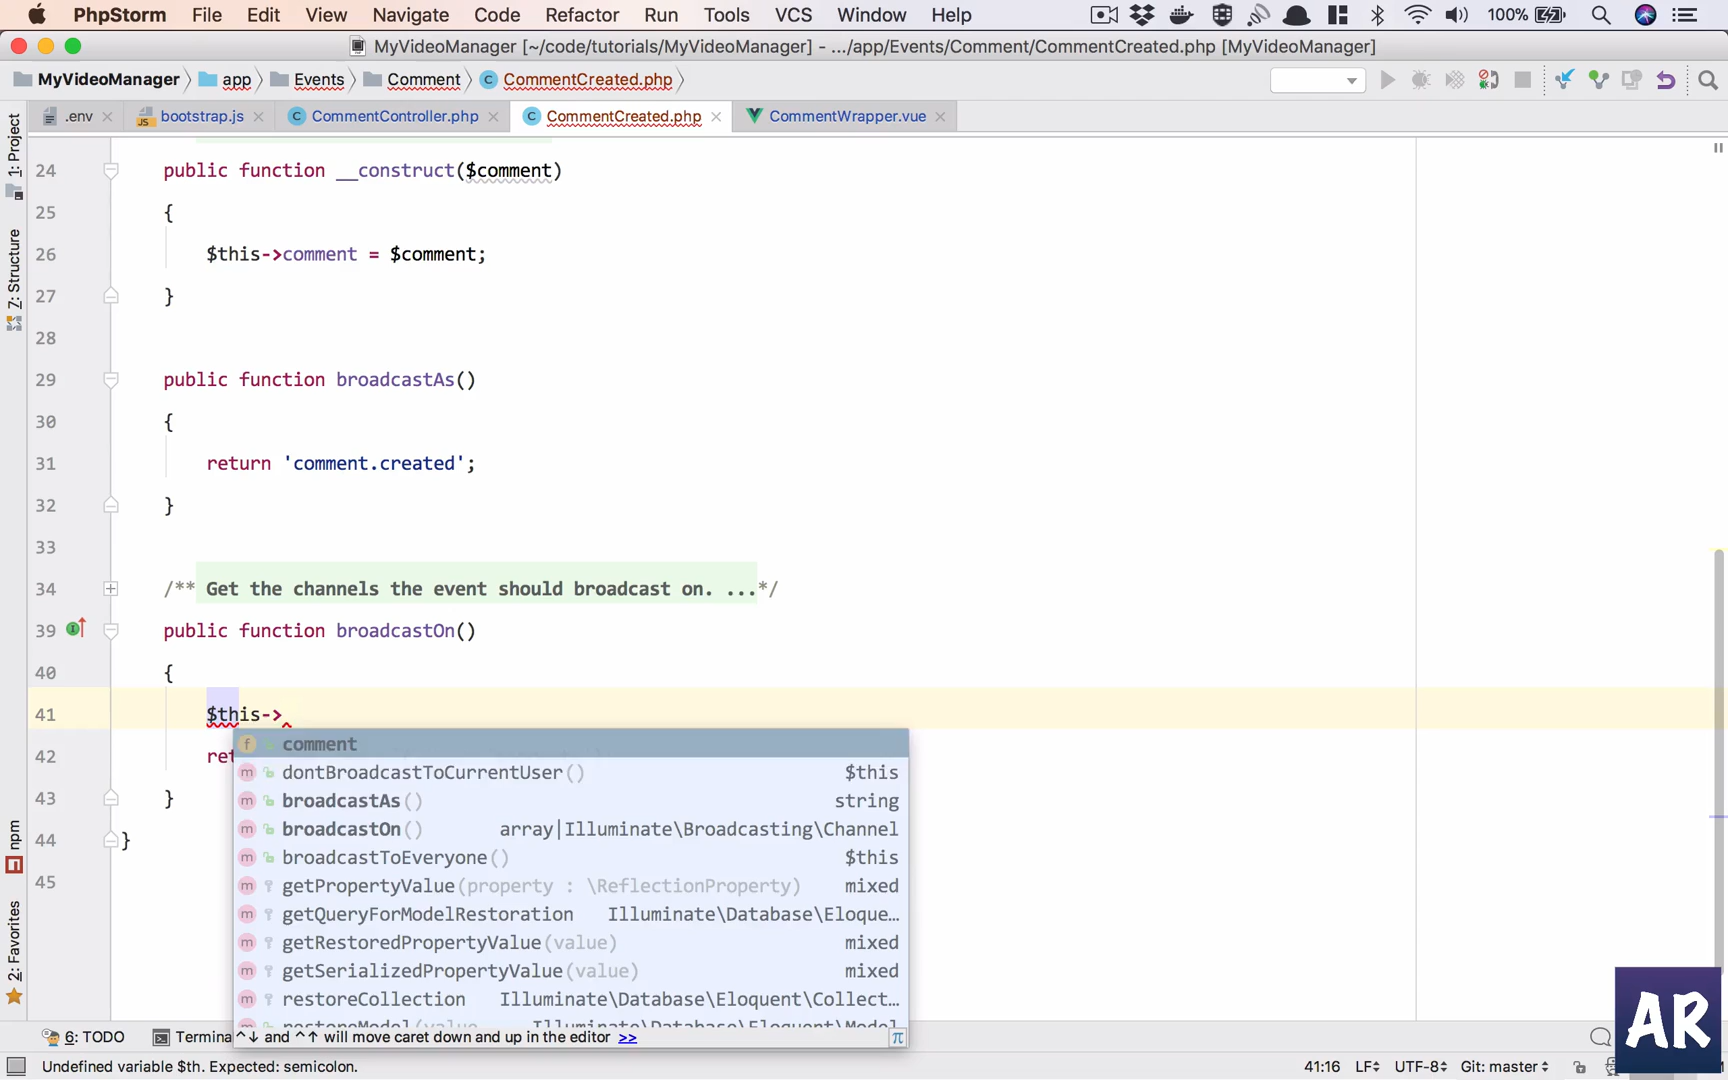 PhpStorm File Edit View Navigate Code Refactor Run Tools VCS Window Help 100%
MyVideoManager [~/code/tutorials/MyVideoManager] - .../app/Events/Comment/CommentCreated.php [MyVideoManager]
MyVideoManager app Events Comment CommentCreated.php
.env bootstrap.js CommentController.php CommentCreated.php CommentWrapper.vue
1: Project
7: Structure
npm
2: Favorites
24 public function __construct($comment)
25 {
26 $this->comment = $comment;
27 }
28
29 public function broadcastAs()
30 {
31 return 'comment.created';
32 }
33
34 /** Get the channels the event should broadcast on. ...*/
39 public function broadcastOn()
40 {
41 $this->
42 ret
43 }
44 }
45
comment
dontBroadcastToCurrentUser() $this
broadcastAs() string
broadcastOn() array|Illuminate\Broadcasting\Channel
broadcastToEveryone() $this
getPropertyValue(property : \ReflectionProperty) mixed
getQueryForModelRestoration Illuminate\Database\Eloque…
getRestoredPropertyValue(value) mixed
getSerializedPropertyValue(value) mixed
restoreCollection Illuminate\Database\Eloquent\Collect…
^↓ and ^↑ will move caret down and up in the editor >>
6: TODO Termina
Undefined variable $th. Expected: semicolon. 41:16 LF UTF-8 Git: master
AR